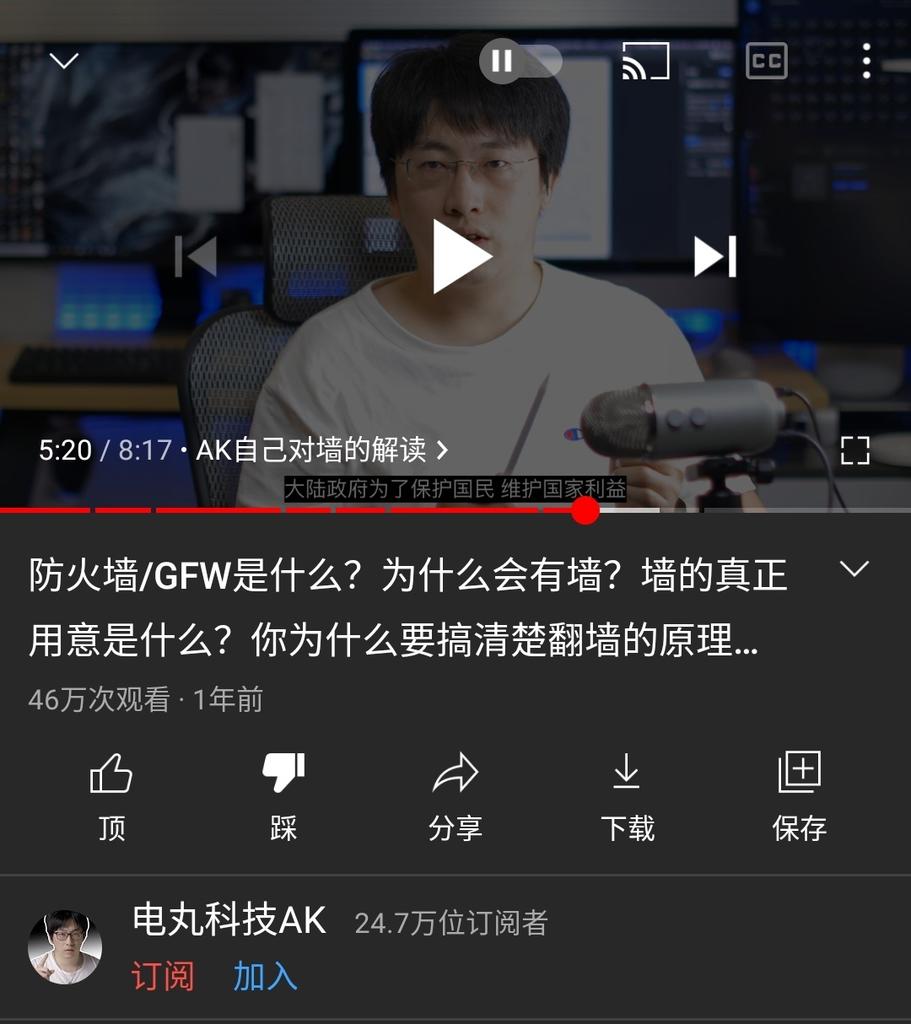 CC
5:20 / 8:17 • AK自己对墙的解读
大陆政府为了保护国民 维护国家利益
防火墙/GFW是什么？为什么会有墙？墙的真正
用意是什么？你为什么要搞清楚翻墙的原理...
46万次观看 · 1年前
顶 踩 分享 下载 保存
电丸科技AK 24.7万位订阅者
订阅 加入